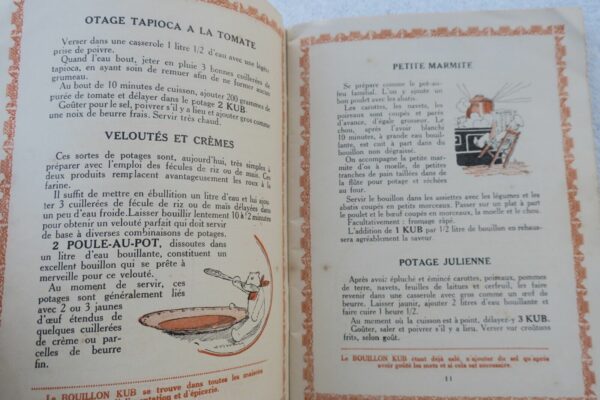 OTAGE TAPIOCA A LA TOMATE
Verser dans une casserole 1 litre 1/2 d'eau avec une légère
prise de poivre.
Quand l'eau bout, jeter en pluie 3 bonnes cuillerées de
tapioca, en ayant soin de remuer afin de ne former aucun
grumeau.
Au bout de 10 minutes de cuisson, ajouter 200 grammes de
purée de tomate et délayer dans le potage 2 KUB.
Goûter pour le sel, poivrer s'il y a lieu et ajouter gros comme
une noix de beurre frais. Servir très chaud.
VELOUTÉS ET CRÈMES
Ces sortes de potages sont, aujourd'hui, très simples à
préparer avec l'emploi des fécules de riz ou de maïs. Ces
deux produits remplacent avantageusement les roux à la
farine.
Il suffit de mettre en ébullition un litre d'eau et lui ajou-
ter 3 cuillerées de fécule de riz ou de maïs délayées dans
un peu d'eau froide. Laisser bouillir lentement 10 à 12 minutes
pour obtenir un velouté parfait qui doit servir
de base à diverses combinaisons de potages.
2 POULE-AU-POT, dissoutes dans
un litre d'eau bouillante, constituent un
excellent bouillon qui se prête à
merveille pour ce velouté.
Au moment de servir, ces
potages sont généralement liés
avec 2 ou 3 jaunes
d'œuf étendus de
quelques cuillerées
de crème ou par-
celles de beurre
fin.
Le BOUILLON KUB se trouve dans toutes les maisons
d'alimentation et d'épicerie.
PETITE MARMITE
Se prépare comme le pot-au-
feu familial. L'on y ajoute un
bon poulet avec les abatis.
Les carottes, les navets, les
poireaux sont coupés et parés
d'avance, d'égale grosseur. Le
chou, après l'avoir blanchi
10 minutes, à grande eau bouil-
lante, est cuit à part dans du
bouillon non dégraissé.
On accompagne la petite mar-
mite d'os à moelle, de petites
tranches de pain taillées dans
la flûte pour potage et séchées
au four.
Servir le bouillon dans les assiettes avec les légumes et les
abatis coupés en petits morceaux. Passer sur un plat à part
le poulet et le bœuf coupés en morceaux, la moelle et le chou.
Facultativement : fromage râpé.
L'addition de 1 KUB par 1/2 litre de bouillon en rehaus-
sera agréablement la saveur
POTAGE JULIENNE
Après avoir épluché et émincé carottes, poireaux, pommes
de terre, navets, feuilles de laitues et cerfeuil, les faire
revenir dans une casserole avec gros comme un œuf de
beurre. Laisser jaunir, ajouter 2 litres d'eau bouillante et
faire cuire 1 heure 1/2.
Au moment où la cuisson est à point, délayer-y 3 KUB.
Goûter, saler et poivrer s'il y a lieu. Servir sur croûtons
frits, selon goût.
Le BOUILLON KUB étant déjà salé, n'ajoutez du sel qu'après
avoir goûté les mets et si cela est nécessaire.
11